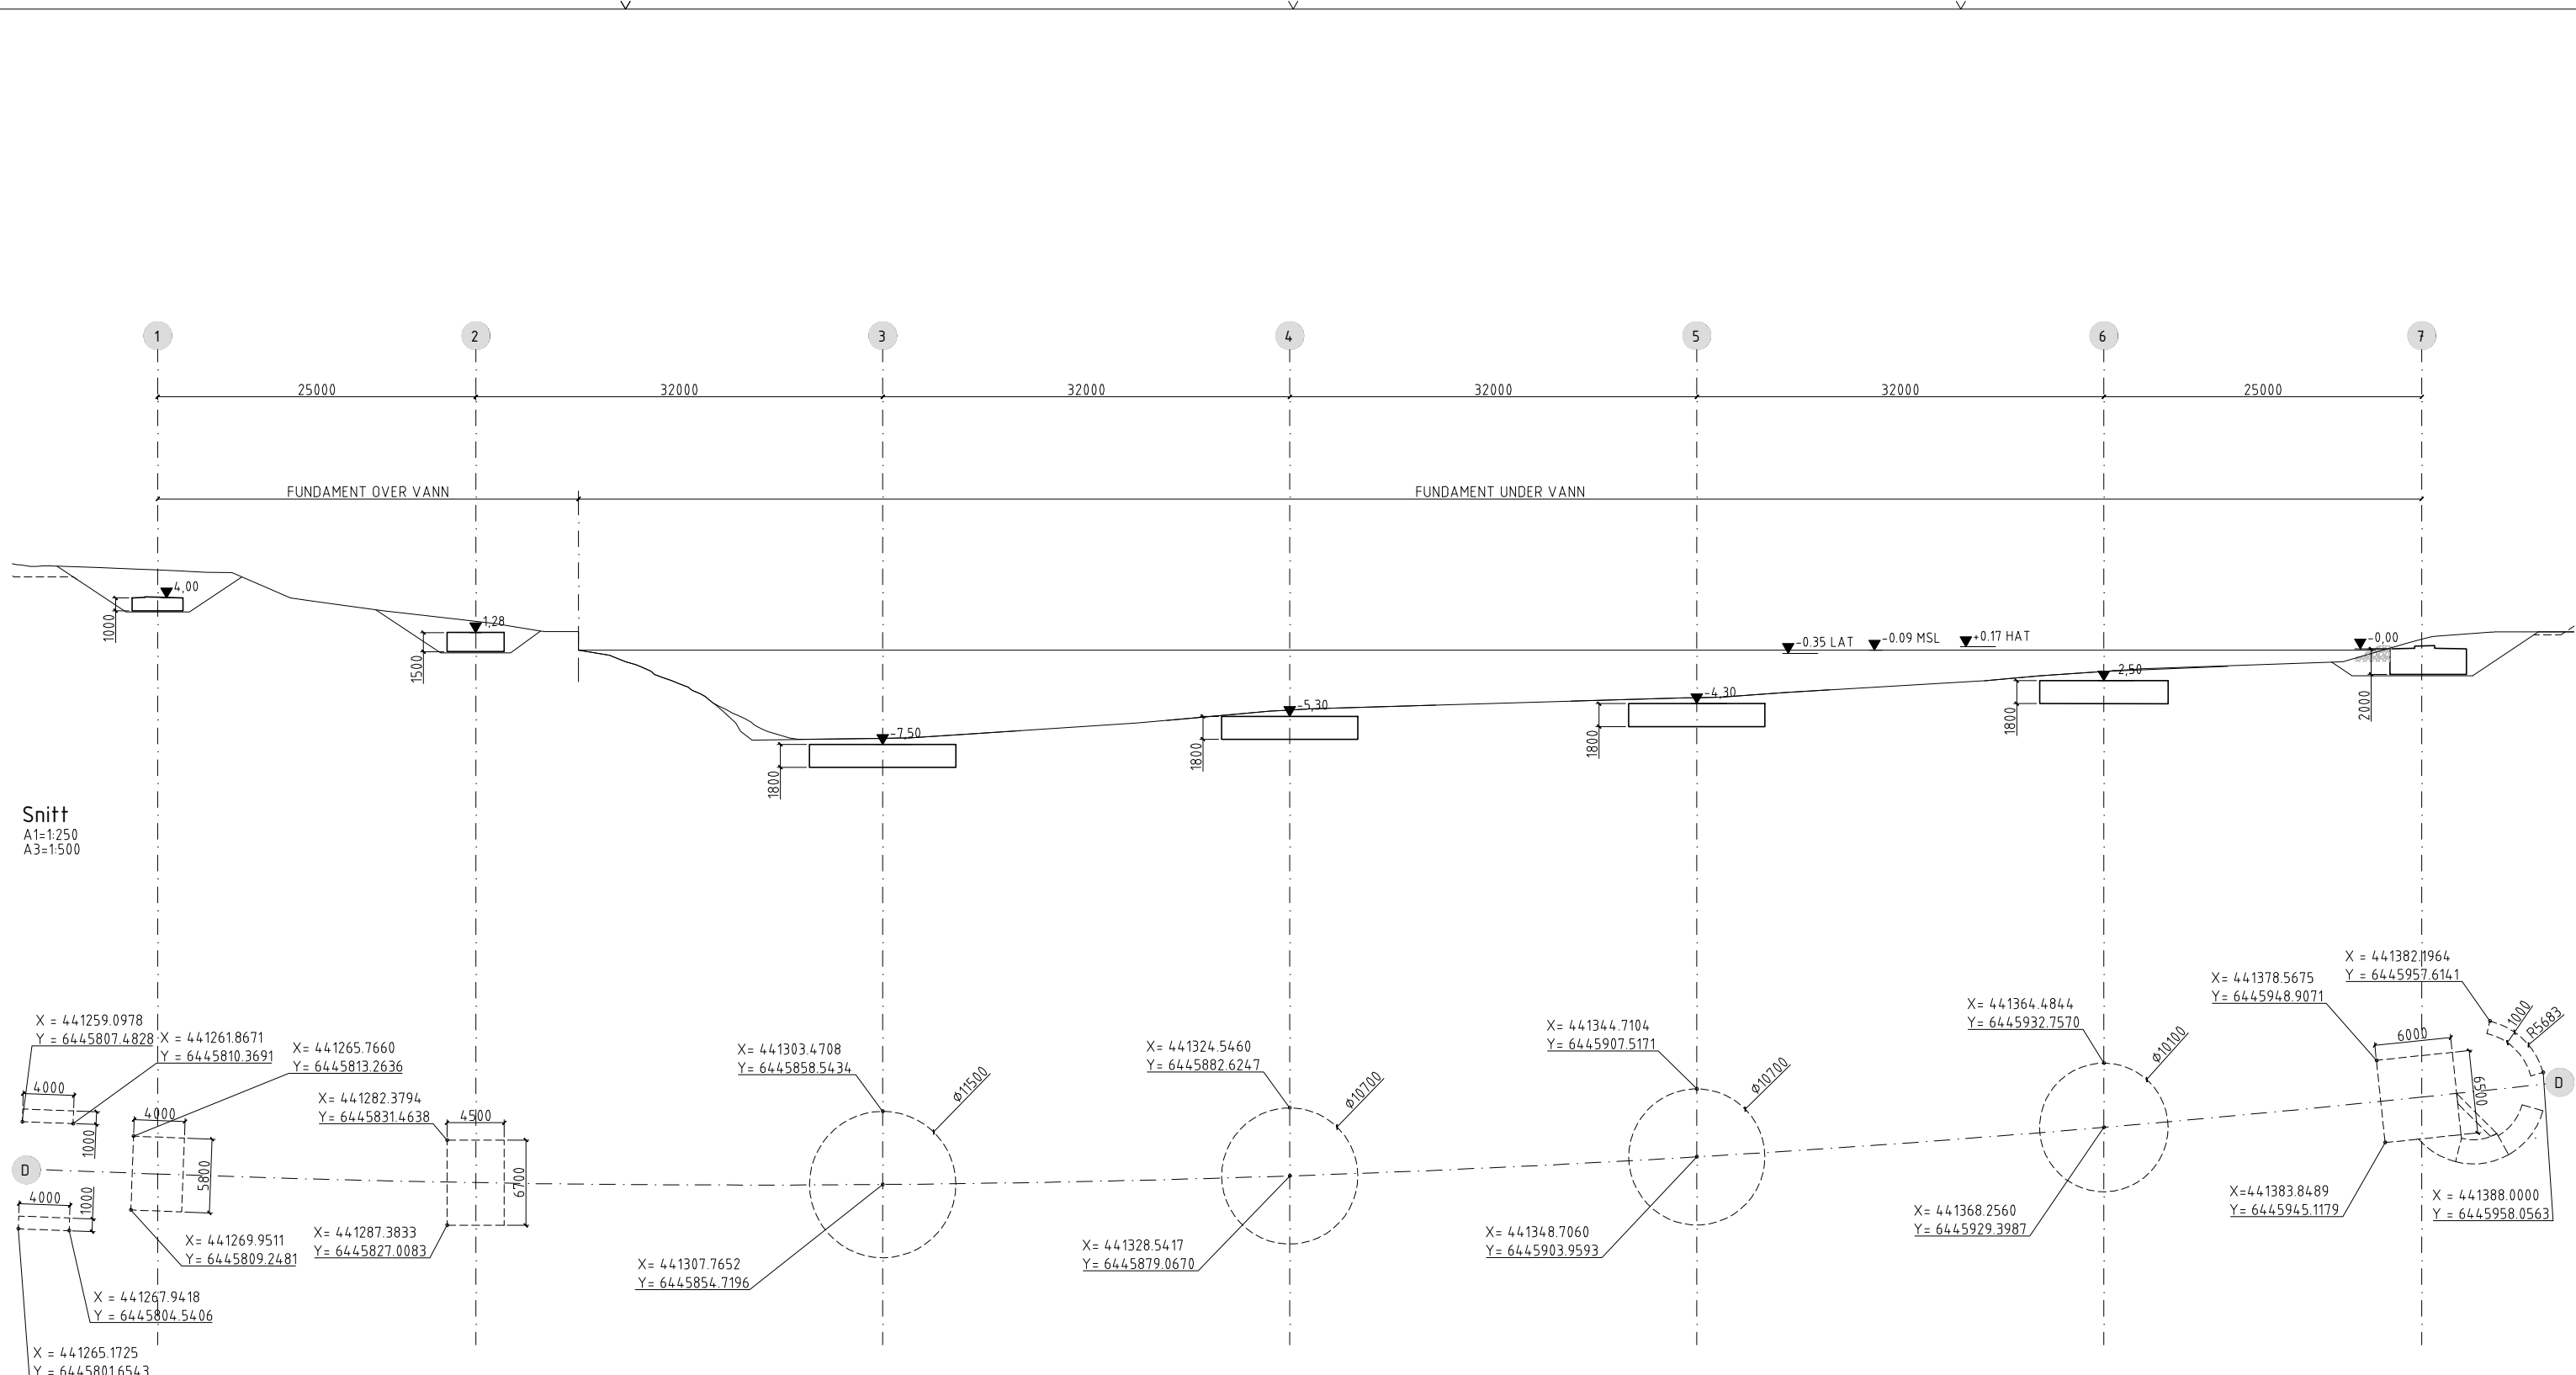 1 2 3 4 5 6 7
25000 32000 32000 32000 32000 25000
FUNDAMENT OVER VANN FUNDAMENT UNDER VANN
4,00
1000
1,28
1500
-7,50
1800
-5,30
1800
-4,30
1800
-0.35 LAT
-0.09 MSL
+0.17 HAT
-2,50
1800
-0,00
2000
Snitt
A1=1:250
A3=1:500
X = 441259.0978
Y = 6445807.4828
X = 441261.8671
Y = 6445810.3691
X= 441265.7660
Y= 6445813.2636
4000
1000
4000
5800
D
4000
1000
X= 441269.9511
Y= 6445809.2481
X = 441267.9418
Y = 6445804.5406
X = 441265.1725
Y = 6445801.6543
X= 441282.3794
Y= 6445831.4638
4500
6700
X= 441287.3833
Y= 6445827.0083
X= 441303.4708
Y= 6445858.5434
Ø11500
X= 441307.7652
Y= 6445854.7196
X= 441324.5460
Y= 6445882.6247
Ø10700
X= 441328.5417
Y= 6445879.0670
X= 441344.7104
Y= 6445907.5171
Ø10700
X= 441348.7060
Y= 6445903.9593
X= 441364.4844
Y= 6445932.7570
Ø10100
X= 441368.2560
Y= 6445929.3987
X= 441378.5675
Y= 6445948.9071
X = 441382.1964
Y = 6445957.6141
6000
6500
1000
R5683
D
X=441383.8489
Y= 6445945.1179
X = 441388.0000
Y = 6445958.0563